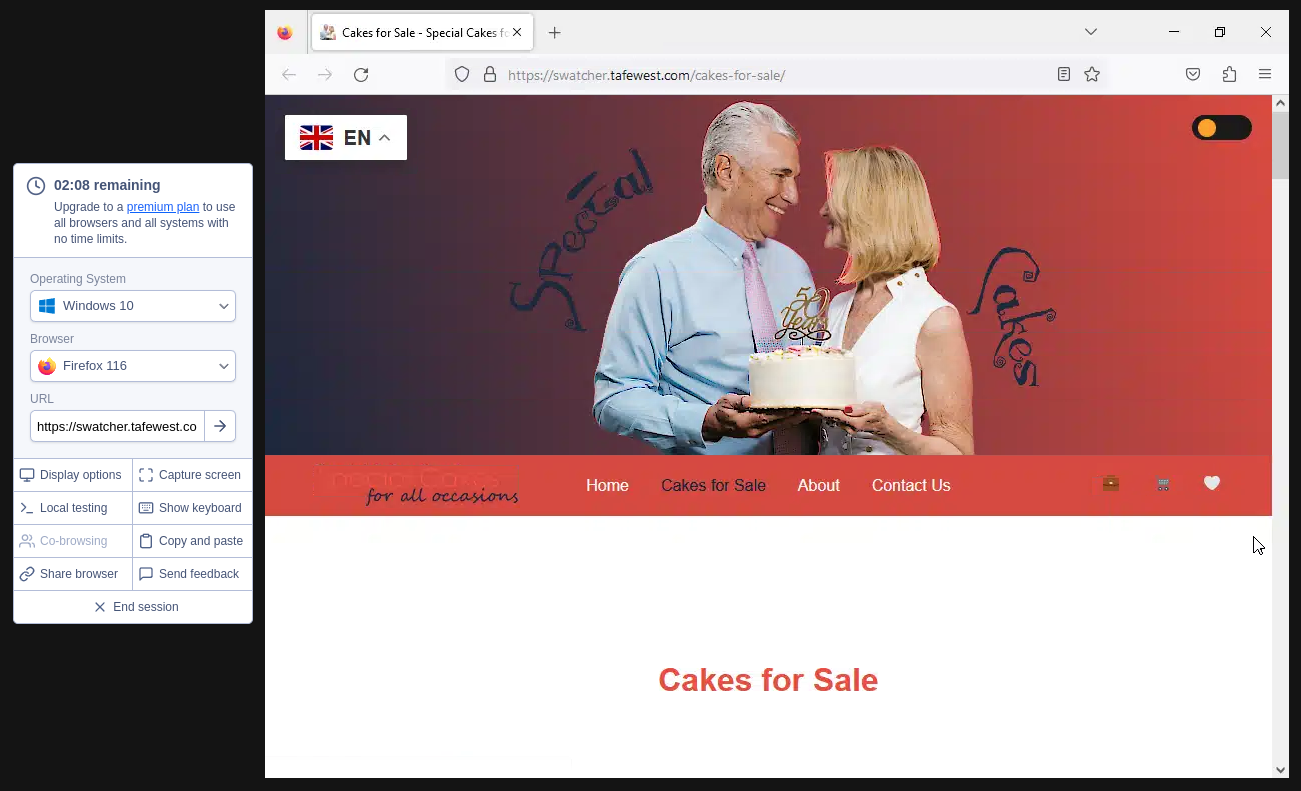 Cakes for Sale - Special Cakes fo
https://swatcher.tafewest.com/cakes-for-sale/
EN
Special
Cakes
50
Years
02:08 remaining
Upgrade to a premium plan to use
all browsers and all systems with
no time limits.
Operating System
Windows 10
Browser
Firefox 116
URL
https://swatcher.tafewest.co
Display options
Capture screen
Local testing
Show keyboard
Co-browsing
Copy and paste
Share browser
Send feedback
End session
Special Cakes
for all occasions
Home
Cakes for Sale
About
Contact Us
Cakes for Sale